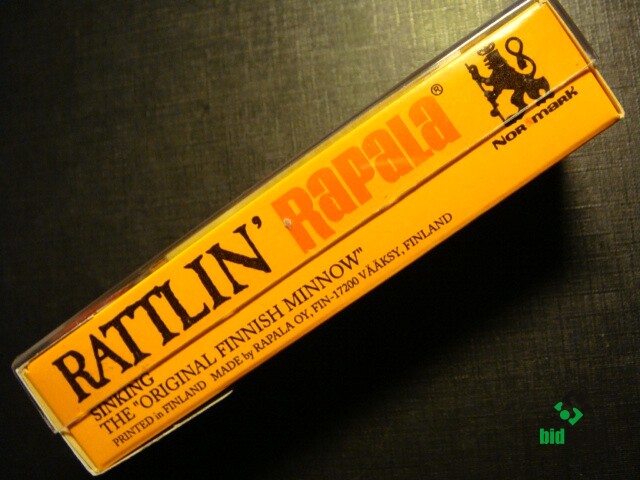 RATTLIN' Rapala®
SINKING
THE "ORIGINAL FINNISH MINNOW"
PRINTED in FINLAND MADE by RAPALA OY, FIN-17200 VÄÄKSY, FINLAND
NOR mark
bid